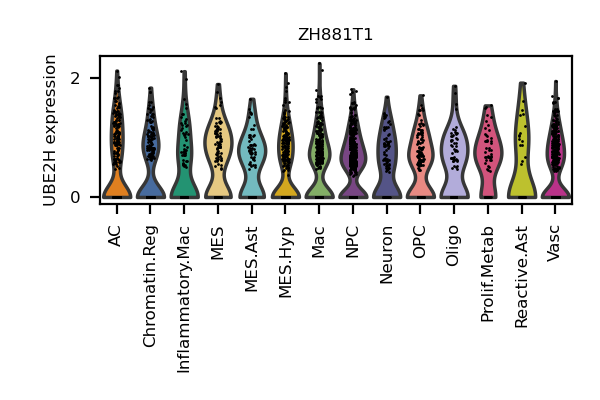 ZH881T1
UBE2H expression
2
0
AC
Chromatin.Reg
Inflammatory.Mac
MES
MES.Ast
MES.Hyp
Mac
NPC
Neuron
OPC
Oligo
Prolif.Metab
Reactive.Ast
Vasc